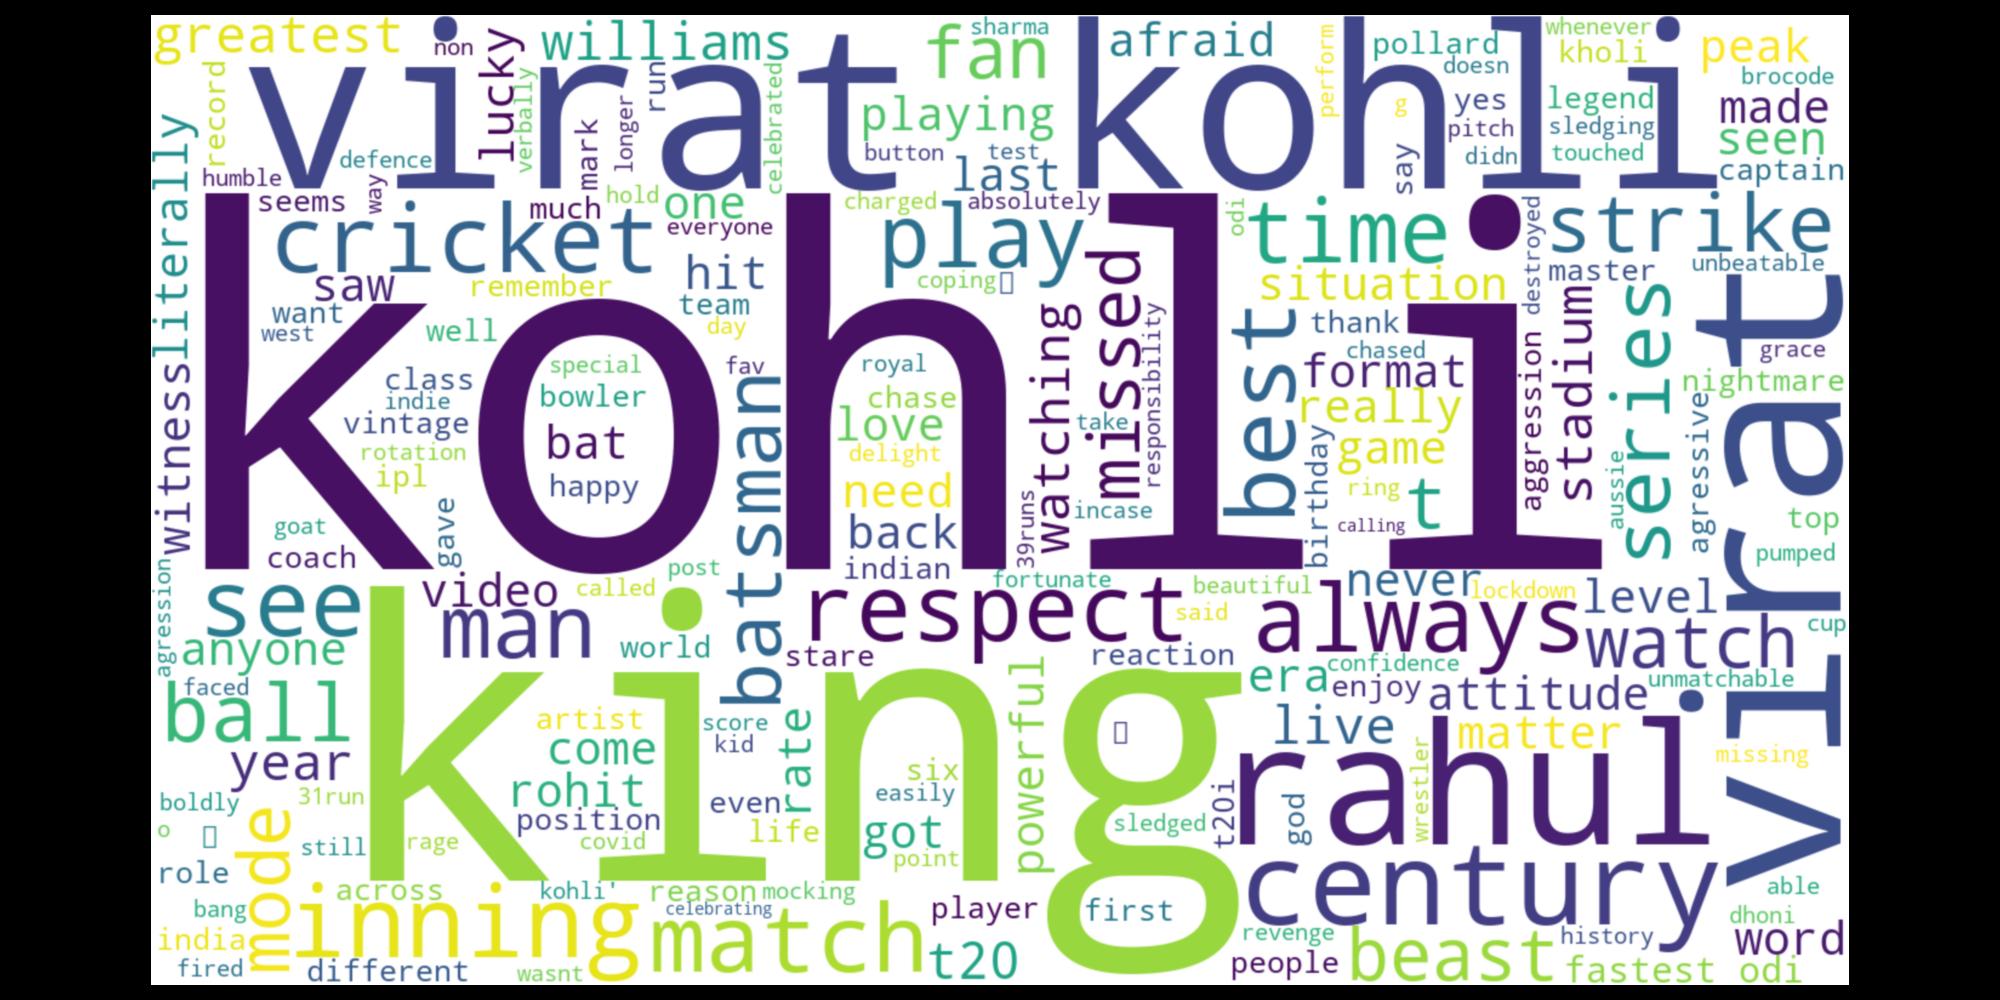 greatest
non
lucky
williams
fan
sharma
afraid
pollard
doesn
whenever
kholi
peak
brocode
virat kohli
record
verbally
run
celebrated
playing
perform
g
yes
legend
made
literally
defence
mark
longer
button
test
pitch
sledging
seen
humble
way
last
say
didn
touched
captain
seems
much
hold
one
charged
absolutely
odi
time
destroyed
strike
cricket
everyone
play
kohli
saw
remember
hit
coping
missed
situation
master
unbeatable
want
team
watching
thank
stadium
series
virat
west
well
day
responsibility
best
chased
grace
class
special
fav
royal
format
aggression
nightmare
indie
bowler
chase
take
really
agressive
vintage
bat
batsman
love
game
witness
rotation
delight
birthday
aussie
ipl
happy
need
39runs
incase
ring
t
top
goat
gave
back
calling
pumped
coach
indian
agression
see
video
called
post
fortunate
beautiful
never
lockdown
level
man
king
respect
said
always
watch
cup
anyone
world
stare
reaction
era
confidence
unmatchable
faced
enjoy
attitude
ball
artist
score
rate
powerful
live
matter
missing
year
come
kid
rahul
wrestler
boldly
31run
rohit
even
six
easily
t20i
god
o
mode
position
life
got
sledged
still
rage
covid
point
role
century
across
kohli'
reason
mocking
able
bang
inning
celebrating
player
first
dhoni
india
match
revenge
history
word
fired
different
wasnt
t20
people
beast
fastest
odi